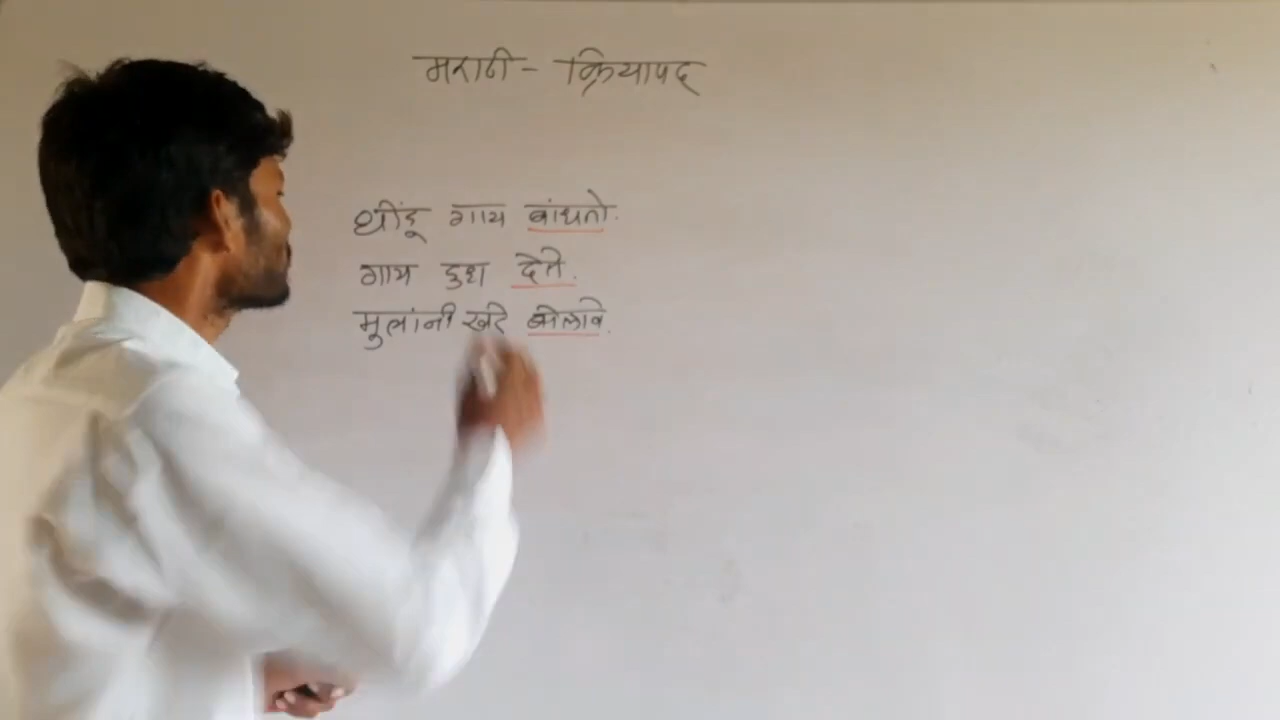 मराठी - क्रियापद
धोंडू गाय बांधतो.
गाय दुध देते.
मुलांनी खरे बोलावे.